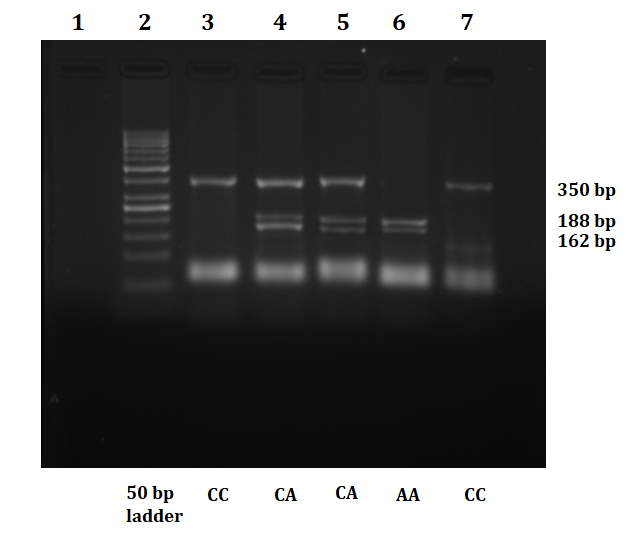 1 2 3 4 5 6 7
350 bp
188 bp
162 bp
50 bp CC CA CA AA CC
ladder